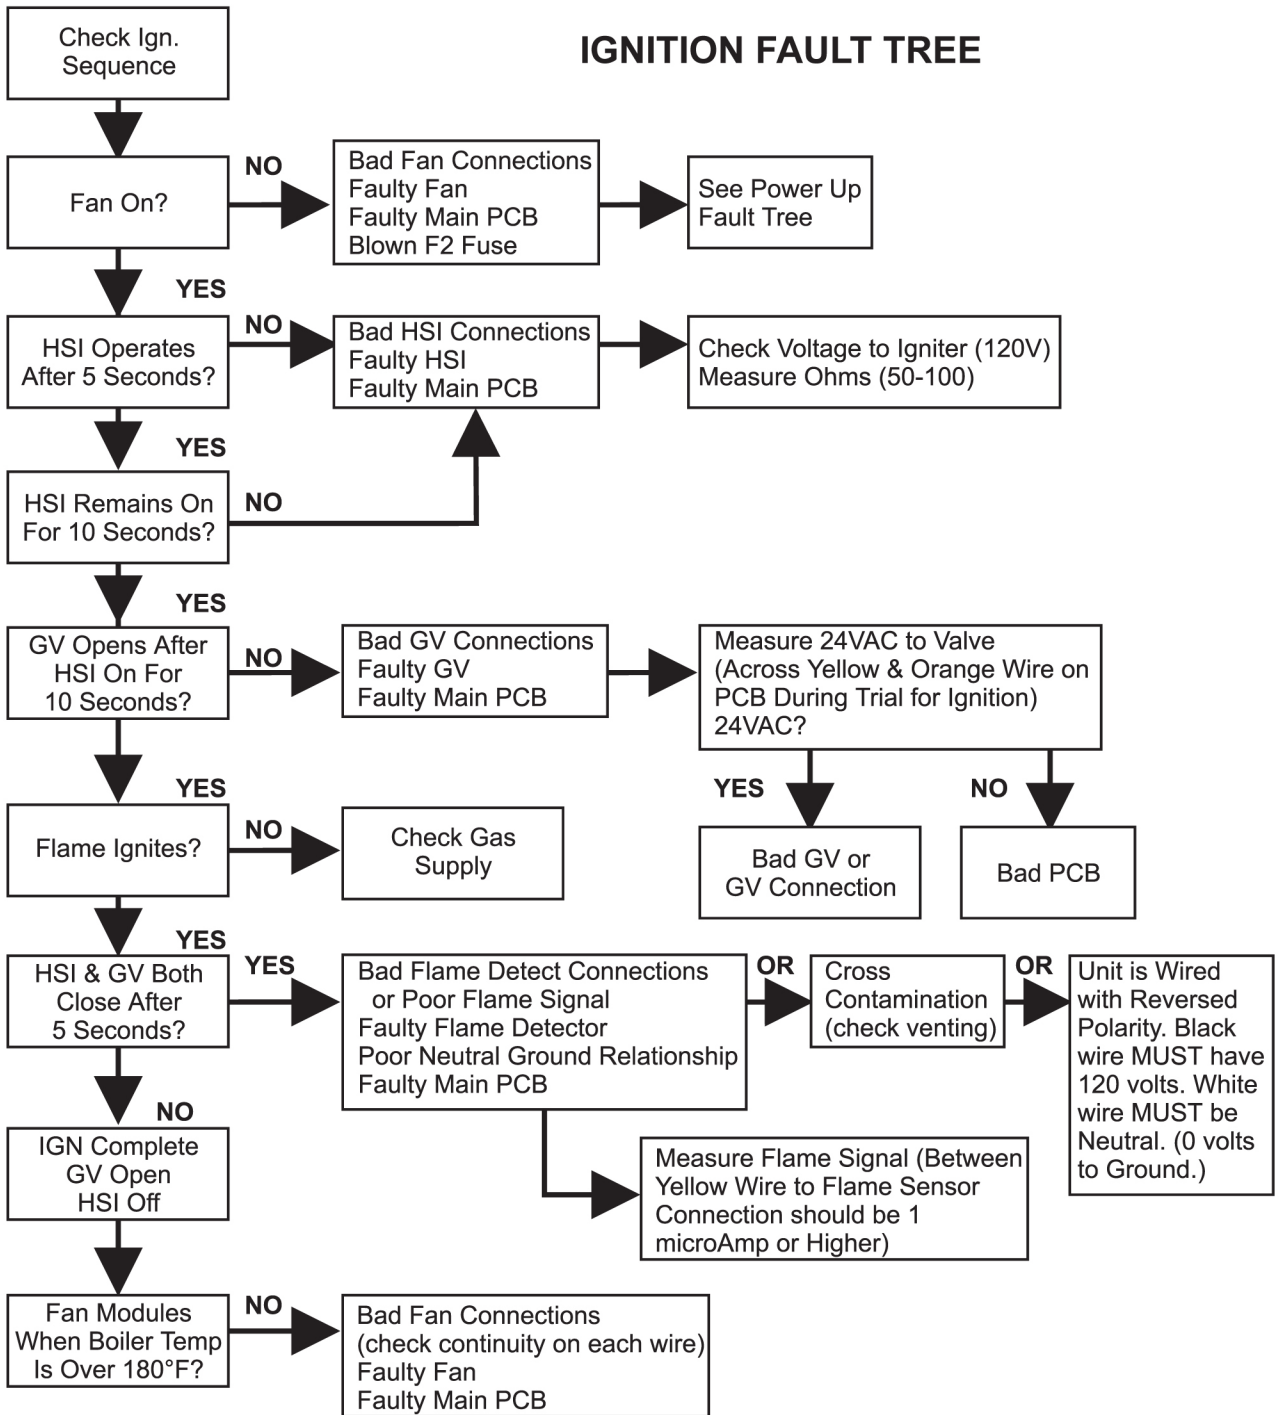 IGNITION FAULT TREE
Check Ign.
Sequence
Fan On?
NO
Bad Fan Connections
Faulty Fan
Faulty Main PCB
Blown F2 Fuse
See Power Up
Fault Tree
YES
HSI Operates
After 5 Seconds?
NO
Bad HSI Connections
Faulty HSI
Faulty Main PCB
Check Voltage to Igniter (120V)
Measure Ohms (50-100)
YES
HSI Remains On
For 10 Seconds?
NO
YES
GV Opens After
HSI On For
10 Seconds?
NO
Bad GV Connections
Faulty GV
Faulty Main PCB
Measure 24VAC to Valve
(Across Yellow & Orange Wire on
PCB During Trial for Ignition)
24VAC?
YES
Bad GV or
GV Connection
NO
Bad PCB
YES
Flame Ignites?
NO
Check Gas
Supply
YES
HSI & GV Both
Close After
5 Seconds?
YES
Bad Flame Detect Connections
or Poor Flame Signal
Faulty Flame Detector
Poor Neutral Ground Relationship
Faulty Main PCB
OR
Cross
Contamination
(check venting)
OR
Unit is Wired
with Reversed
Polarity. Black
wire MUST have
120 volts. White
wire MUST be
Neutral. (0 volts
to Ground.)
Measure Flame Signal (Between
Yellow Wire to Flame Sensor
Connection should be 1
microAmp or Higher)
NO
IGN Complete
GV Open
HSI Off
Fan Modules
When Boiler Temp
Is Over 180°F?
NO
Bad Fan Connections
(check continuity on each wire)
Faulty Fan
Faulty Main PCB